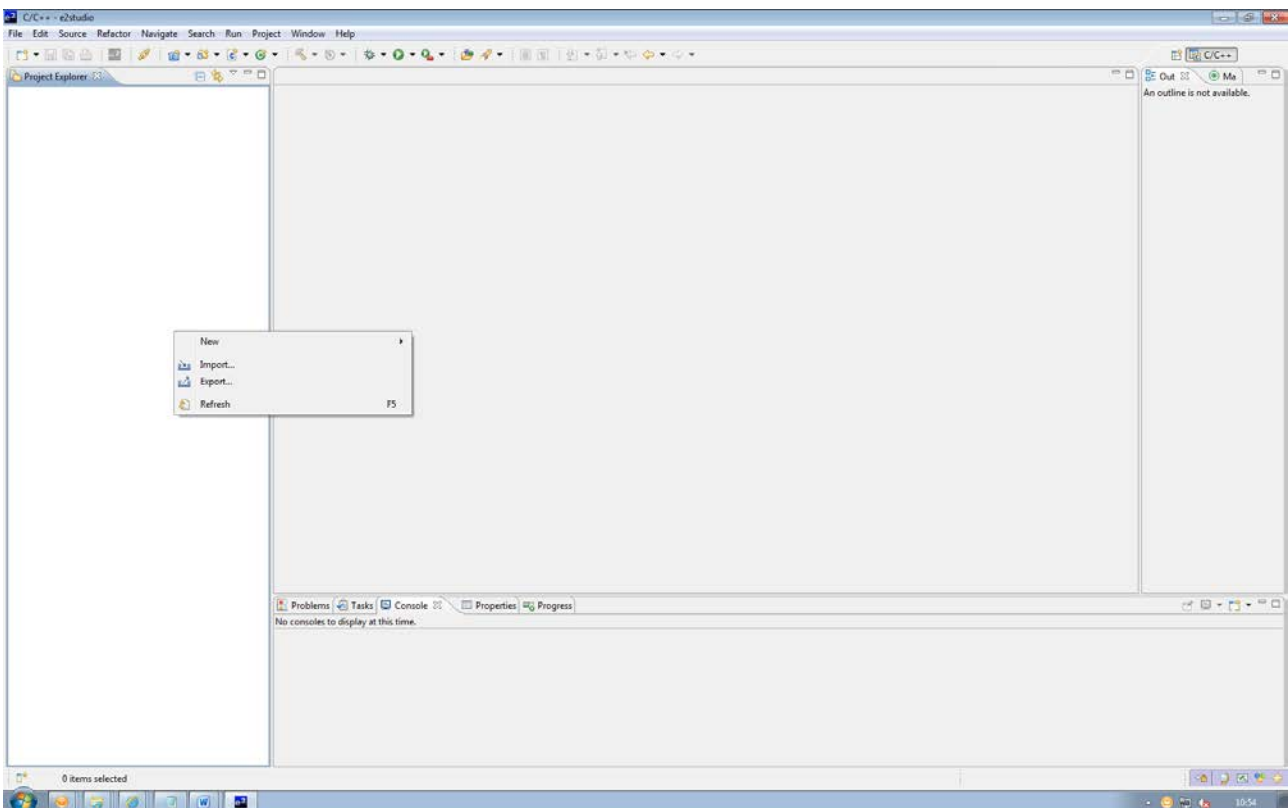 C/C++ - e2studio
File Edit Source Refactor Navigate Search Run Project Window Help
C/C++
Project Explorer
Out Ma
An outline is not available.
New
Import...
Export...
Refresh F5
Problems Tasks Console Properties Progress
No consoles to display at this time.
0 items selected
10:54